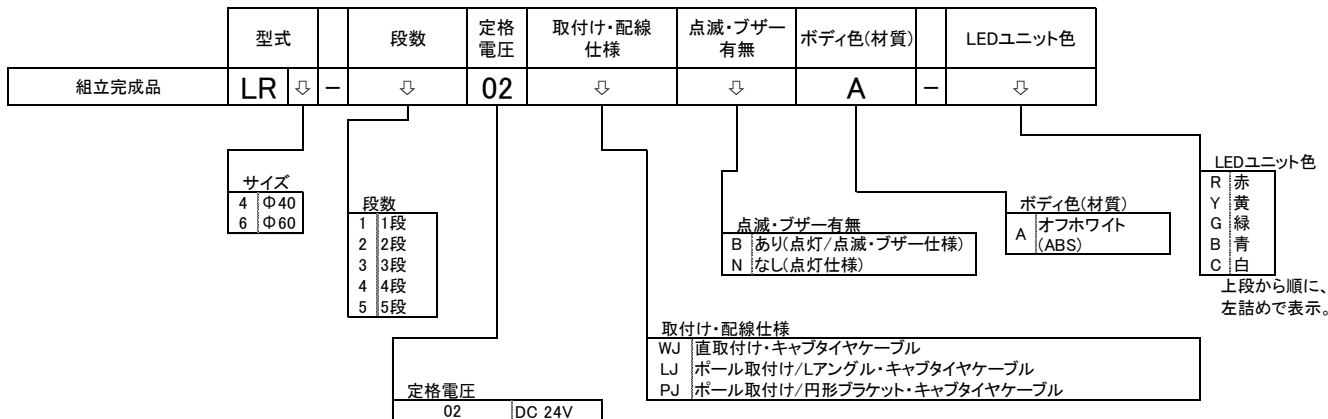 型式 段数 定格電圧 取付け・配線仕様 点滅・ブザー有無 ボディ色(材質) LEDユニット色
組立完成品 LR ⇩ − ⇩ 02 ⇩ ⇩ A − ⇩
サイズ
4 Φ40
6 Φ60
段数
1 1段
2 2段
3 3段
4 4段
5 5段
定格電圧
02 DC 24V
取付け・配線仕様
WJ 直取付け・キャブタイヤケーブル
LJ ポール取付け/Lアングル・キャブタイヤケーブル
PJ ポール取付け/円形ブラケット・キャブタイヤケーブル
点滅・ブザー有無
B あり(点灯/点滅・ブザー仕様)
N なし(点灯仕様)
ボディ色(材質)
A オフホワイト
(ABS)
LEDユニット色
R 赤
Y 黄
G 緑
B 青
C 白
上段から順に、
左詰めで表示。